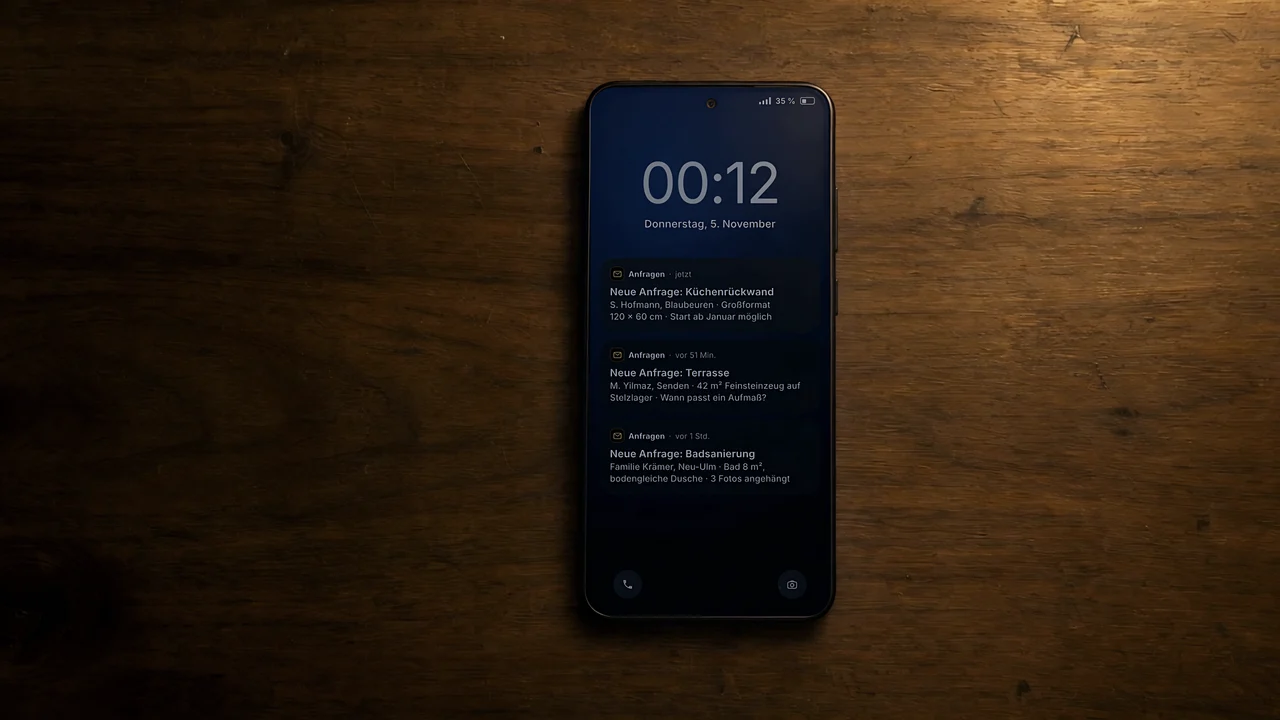 35 %
00:12
Donnerstag, 5. November
Anfragen · jetzt
Neue Anfrage: Küchenrückwand
S. Hofmann, Blaubeuren · Großformat
120 × 60 cm · Start ab Januar möglich
Anfragen · vor 51 Min.
Neue Anfrage: Terrasse
M. Yilmaz, Senden · 42 m² Feinsteinzeug auf
Stelzlager · Wann passt ein Aufmaß?
Anfragen · vor 1 Std.
Neue Anfrage: Badsanierung
Familie Krämer, Neu-Ulm · Bad 8 m²,
bodengleiche Dusche · 3 Fotos angehängt